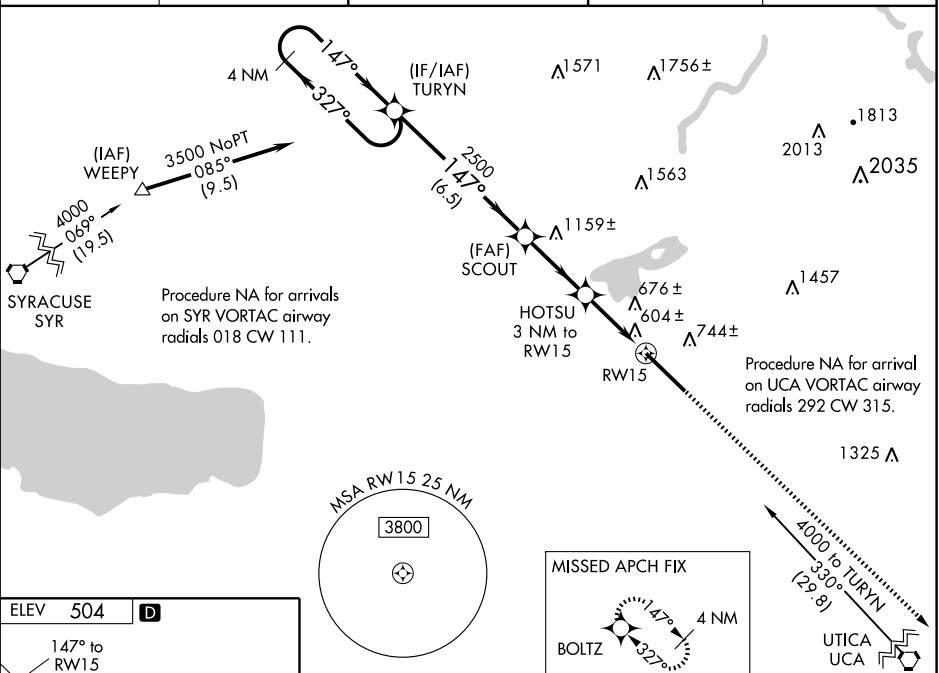 147°
4 NM
327°
(IF/IAF)
TURYN
1571
1756±
1813
2013
2035
(IAF)
WEEPY
3500 NoPT
085°
(9.5)
2500
147°
(6.5)
1563
4000
069°
(19.5)
1159±
(FAF)
SCOUT
SYRACUSE
SYR
Procedure NA for arrivals
on SYR VORTAC airway
radials 018 CW 111.
1457
676±
604±
744±
HOTSU
3 NM to
RW15
RW15
Procedure NA for arrival
on UCA VORTAC airway
radials 292 CW 315.
1325
MSA RW15 25 NM
3800
4000 to TURYN
330°
(29.8)
MISSED APCH FIX
147°
4 NM
BOLTZ
327°
UTICA
UCA
ELEV 504 D
147° to
RW15